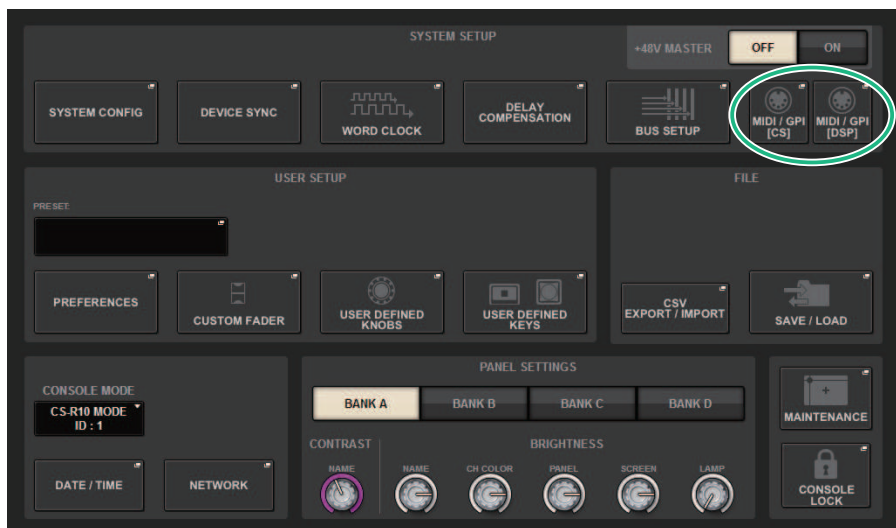 SYSTEM SETUP
+48V MASTER
OFF
ON
SYSTEM CONFIG
DEVICE SYNC
WORD CLOCK
DELAY
COMPENSATION
BUS SETUP
MIDI / GPI
[CS]
MIDI / GPI
[DSP]
USER SETUP
PRESET
PREFERENCES
CUSTOM FADER
USER DEFINED
KNOBS
USER DEFINED
KEYS
FILE
CSV
EXPORT / IMPORT
SAVE / LOAD
CONSOLE MODE
CS-R10 MODE
ID : 1
DATE / TIME
NETWORK
PANEL SETTINGS
BANK A
BANK B
BANK C
BANK D
CONTRAST
BRIGHTNESS
NAME
NAME
CH COLOR
PANEL
SCREEN
LAMP
MAINTENANCE
CONSOLE
LOCK